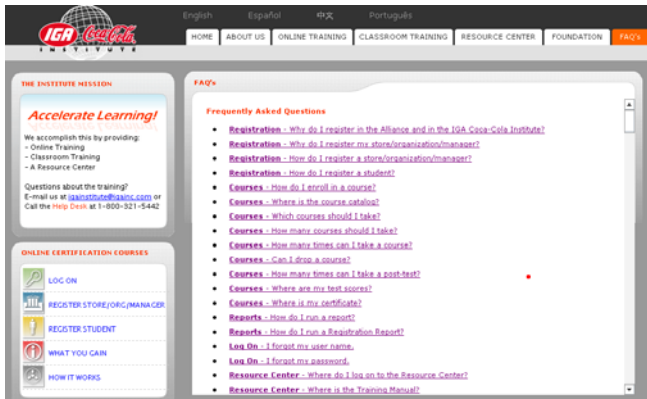 English Español 中文 Português
IGA Coca-Cola
INSTITUTE
HOME ABOUT US ONLINE TRAINING CLASSROOM TRAINING RESOURCE CENTER FOUNDATION FAQ's
THE INSTITUTE MISSION
Accelerate Learning!
We accomplish this by providing:
- Online Training
- Classroom Training
- A Resource Center
Questions about the training?
E-mail us at igainstitute@igainc.com or
Call the Help Desk at 1-800-321-5442
ONLINE CERTIFICATION COURSES
LOG ON
REGISTER STORE/ORG/MANAGER
REGISTER STUDENT
WHAT YOU GAIN
HOW IT WORKS
FAQ's
Frequently Asked Questions
• Registration - Why do I register in the Alliance and in the IGA Coca-Cola Institute?
• Registration - Why do I register my store/organization/manager?
• Registration - How do I register a store/organization/manager?
• Registration - How do I register a student?
• Courses - How do I enroll in a course?
• Courses - Where is the course catalog?
• Courses - Which courses should I take?
• Courses - How many courses should I take?
• Courses - How many times can I take a course?
• Courses - Can I drop a course?
• Courses - How many times can I take a post-test?
• Courses - Where are my test scores?
• Courses - Where is my certificate?
• Reports - How do I run a report?
• Reports - How do I run a Registration Report?
• Log On - I forgot my user name.
• Log On - I forgot my password.
• Resource Center - Where do I log on to the Resource Center?
• Resource Center - Where is the Training Manual?